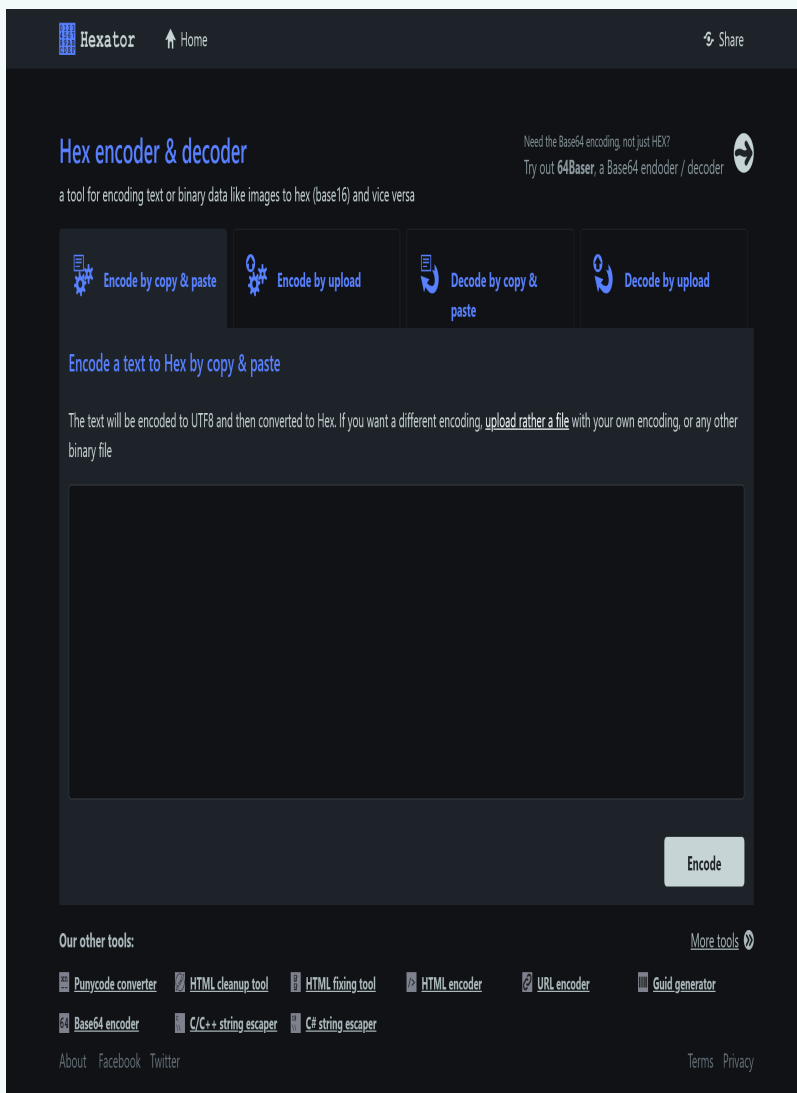 Hexator
Home
Share
Hex encoder & decoder
a tool for encoding text or binary data like images to hex (base16) and vice versa
Need the Base64 encoding, not just HEX?
Try out 64Baser, a Base64 endoder / decoder
Encode by copy & paste
Encode by upload
Decode by copy &
paste
Decode by upload
Encode a text to Hex by copy & paste
The text will be encoded to UTF8 and then converted to Hex. If you want a different encoding, upload rather a file with your own encoding, or any other
binary file
Encode
Our other tools:
More tools
Punycode converter
HTML cleanup tool
HTML fixing tool
HTML encoder
URL encoder
Guid generator
Base64 encoder
C/C++ string escaper
C# string escaper
About Facebook Twitter
Terms Privacy